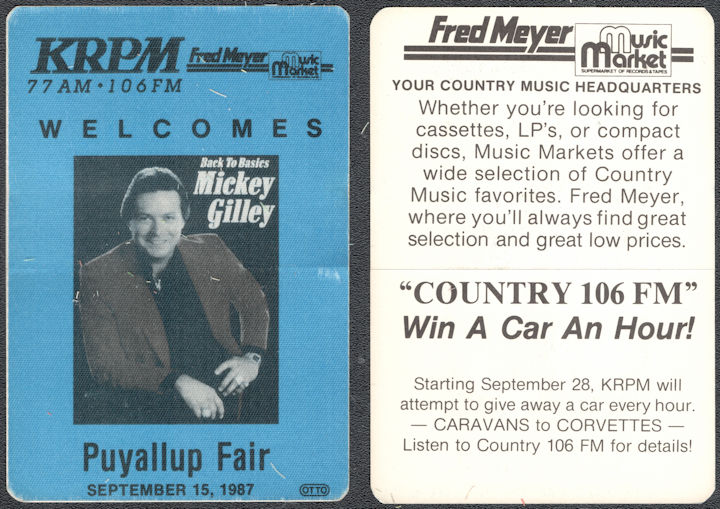 KRPM
77 AM • 106 FM
Fred Meyer
Music Market
WELCOMES
Back To Basics
Mickey
Gilley
Puyallup Fair
SEPTEMBER 15, 1987
OTTO
Fred Meyer
Music Market
SUPERMARKET OF RECORDS & TAPES
YOUR COUNTRY MUSIC HEADQUARTERS
Whether you're looking for
cassettes, LP's, or compact
discs, Music Markets offer a
wide selection of Country
Music favorites. Fred Meyer,
where you'll always find great
selection and great low prices.
“COUNTRY 106 FM”
Win A Car An Hour!
Starting September 28, KRPM will
attempt to give away a car every hour.
— CARAVANS to CORVETTES —
Listen to Country 106 FM for details!